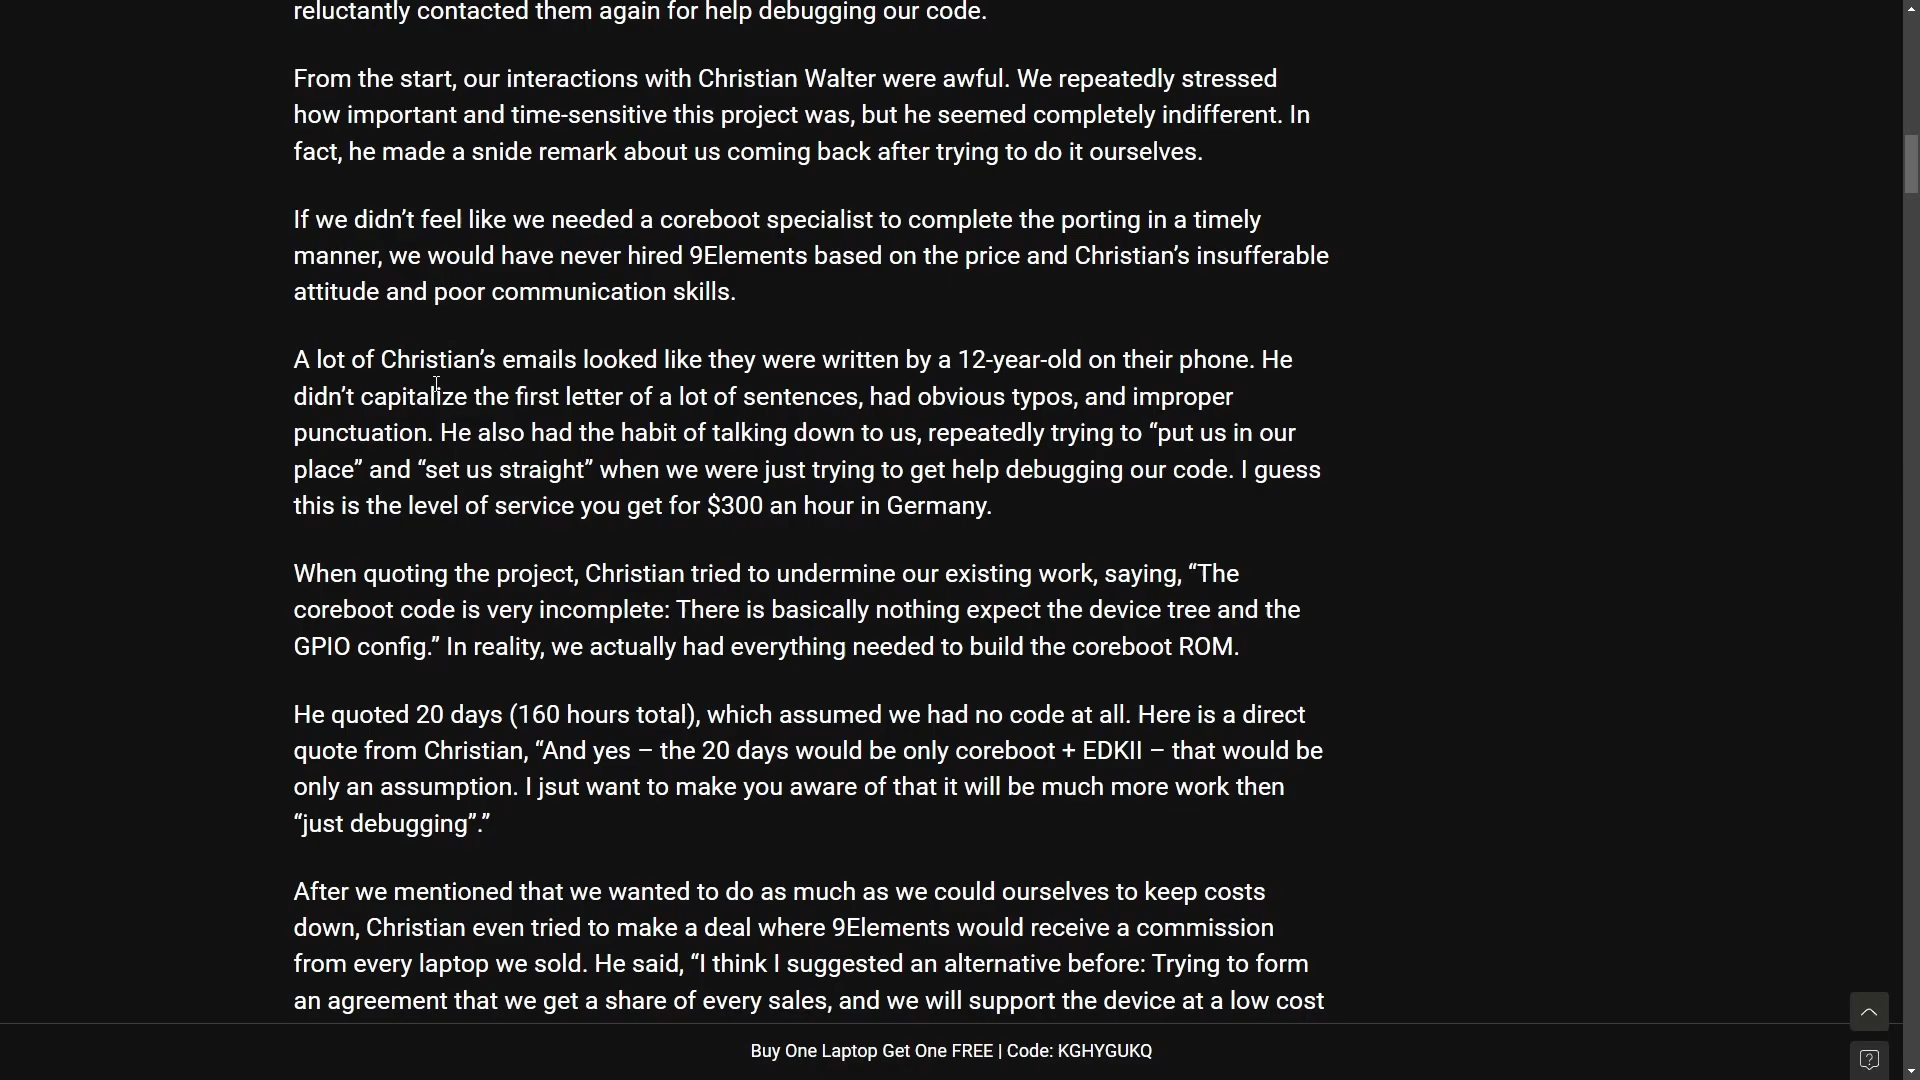 reluctantly contacted them again for help debugging our code.
From the start, our interactions with Christian Walter were awful. We repeatedly stressed
how important and time-sensitive this project was, but he seemed completely indifferent. In
fact, he made a snide remark about us coming back after trying to do it ourselves.
If we didn’t feel like we needed a coreboot specialist to complete the porting in a timely
manner, we would have never hired 9Elements based on the price and Christian’s insufferable
attitude and poor communication skills.
A lot of Christian’s emails looked like they were written by a 12-year-old on their phone. He
didn’t capitalize the first letter of a lot of sentences, had obvious typos, and improper
punctuation. He also had the habit of talking down to us, repeatedly trying to “put us in our
place” and “set us straight” when we were just trying to get help debugging our code. I guess
this is the level of service you get for $300 an hour in Germany.
When quoting the project, Christian tried to undermine our existing work, saying, “The
coreboot code is very incomplete: There is basically nothing expect the device tree and the
GPIO config.” In reality, we actually had everything needed to build the coreboot ROM.
He quoted 20 days (160 hours total), which assumed we had no code at all. Here is a direct
quote from Christian, “And yes – the 20 days would be only coreboot + EDKII – that would be
only an assumption. I jsut want to make you aware of that it will be much more work then
“just debugging”.”
After we mentioned that we wanted to do as much as we could ourselves to keep costs
down, Christian even tried to make a deal where 9Elements would receive a commission
from every laptop we sold. He said, “I think I suggested an alternative before: Trying to form
an agreement that we get a share of every sales, and we will support the device at a low cost
Buy One Laptop Get One FREE | Code: KGHYGUKQ